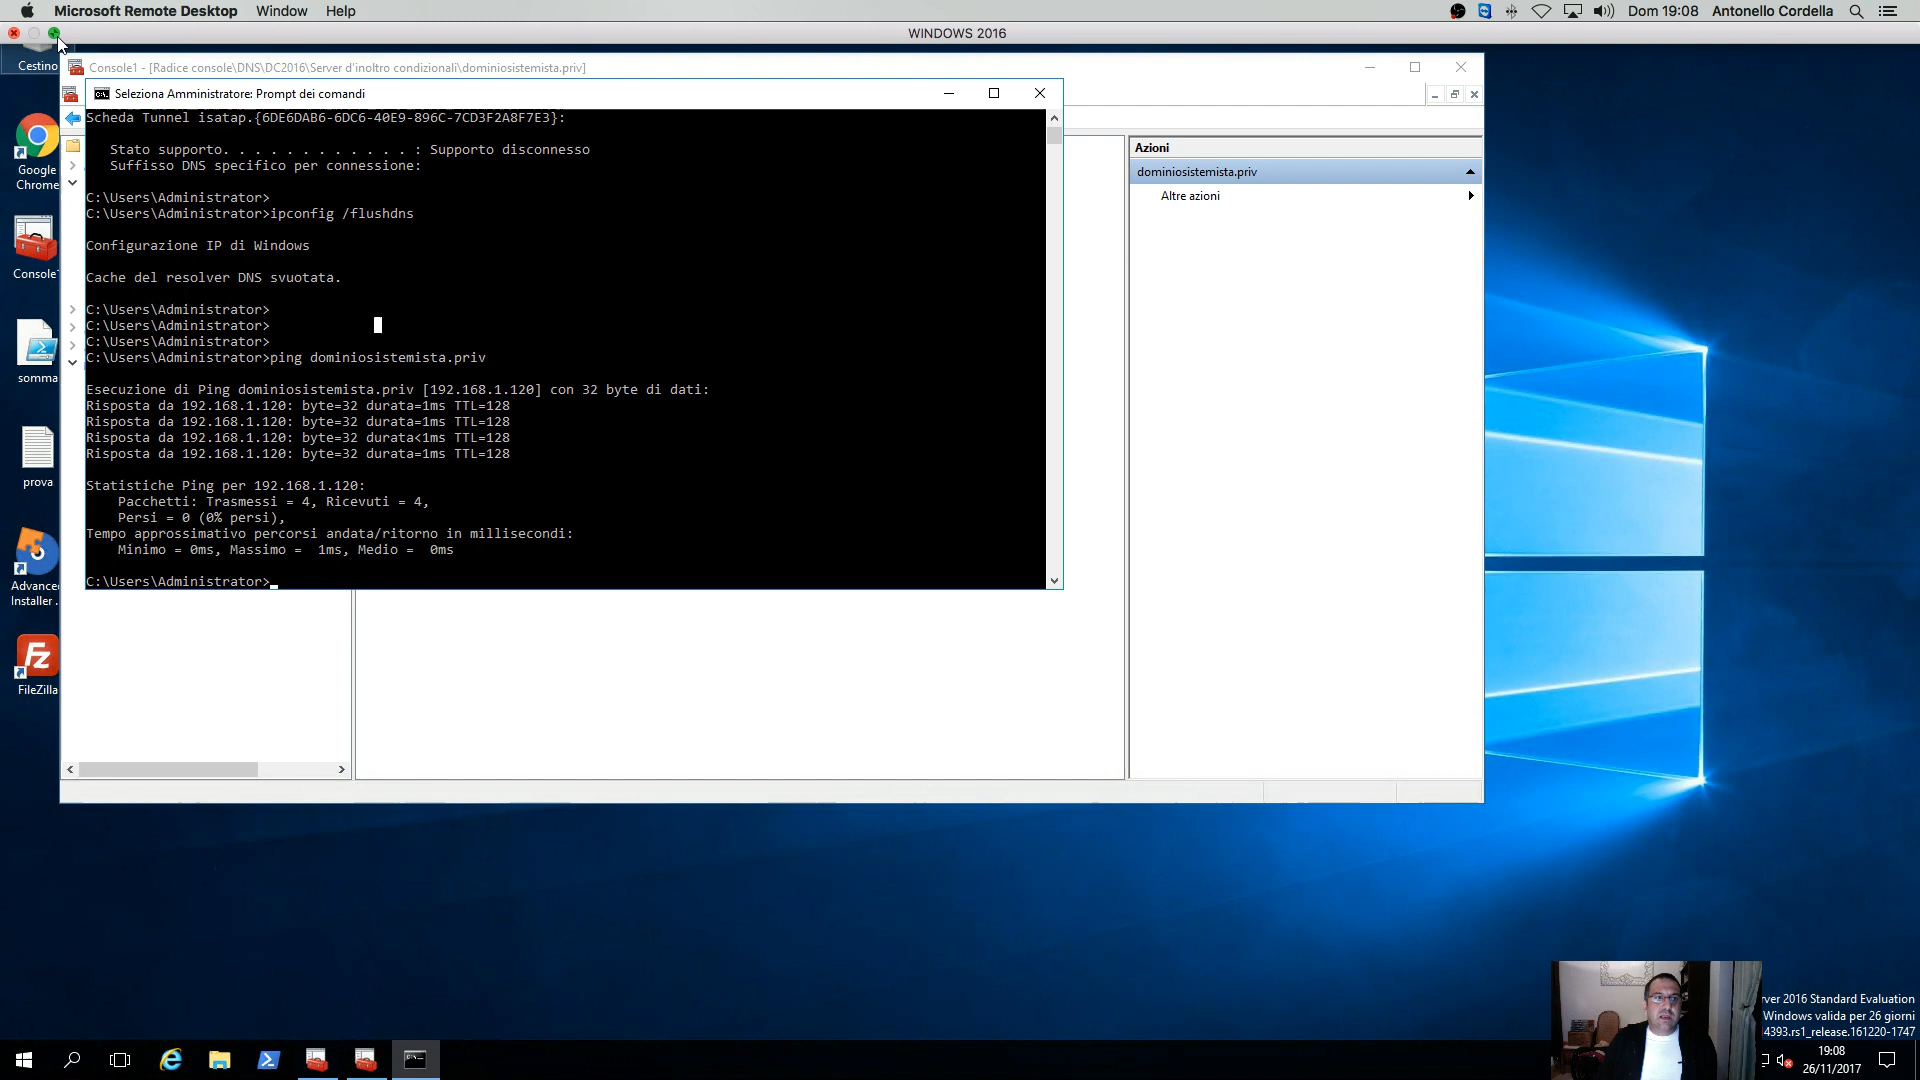 Microsoft Remote Desktop Window Help
Dom 19:08 Antonello Cordella
WINDOWS 2016
Cestino
Console1 - [Radice console\DNS\DC2016\Server d'inoltro condizionali\dominiosistemista.priv]
Seleziona Amministratore: Prompt dei comandi
Scheda Tunnel isatap.{6DE6DAB6-6DC6-40E9-896C-7CD3F2A8F7E3}:
Stato supporto. . . . . . . . . . . . : Supporto disconnesso
Suffisso DNS specifico per connessione:
C:\Users\Administrator>
C:\Users\Administrator>ipconfig /flushdns
Configurazione IP di Windows
Cache del resolver DNS svuotata.
C:\Users\Administrator>
C:\Users\Administrator>
C:\Users\Administrator>
C:\Users\Administrator>ping dominiosistemista.priv
Esecuzione di Ping dominiosistemista.priv [192.168.1.120] con 32 byte di dati:
Risposta da 192.168.1.120: byte=32 durata=1ms TTL=128
Risposta da 192.168.1.120: byte=32 durata=1ms TTL=128
Risposta da 192.168.1.120: byte=32 durata<1ms TTL=128
Risposta da 192.168.1.120: byte=32 durata=1ms TTL=128
Statistiche Ping per 192.168.1.120:
Pacchetti: Trasmessi = 4, Ricevuti = 4,
Persi = 0 (0% persi),
Tempo approssimativo percorsi andata/ritorno in millisecondi:
Minimo = 0ms, Massimo = 1ms, Medio = 0ms
C:\Users\Administrator>
Azioni
dominiosistemista.priv
Altre azioni
Google
Chrome
Console
somma
prova
Advance
Installer .
Fz
FileZilla
ver 2016 Standard Evaluation
Windows valida per 26 giorni
4393.rs1_release.161220-1747
19:08
26/11/2017